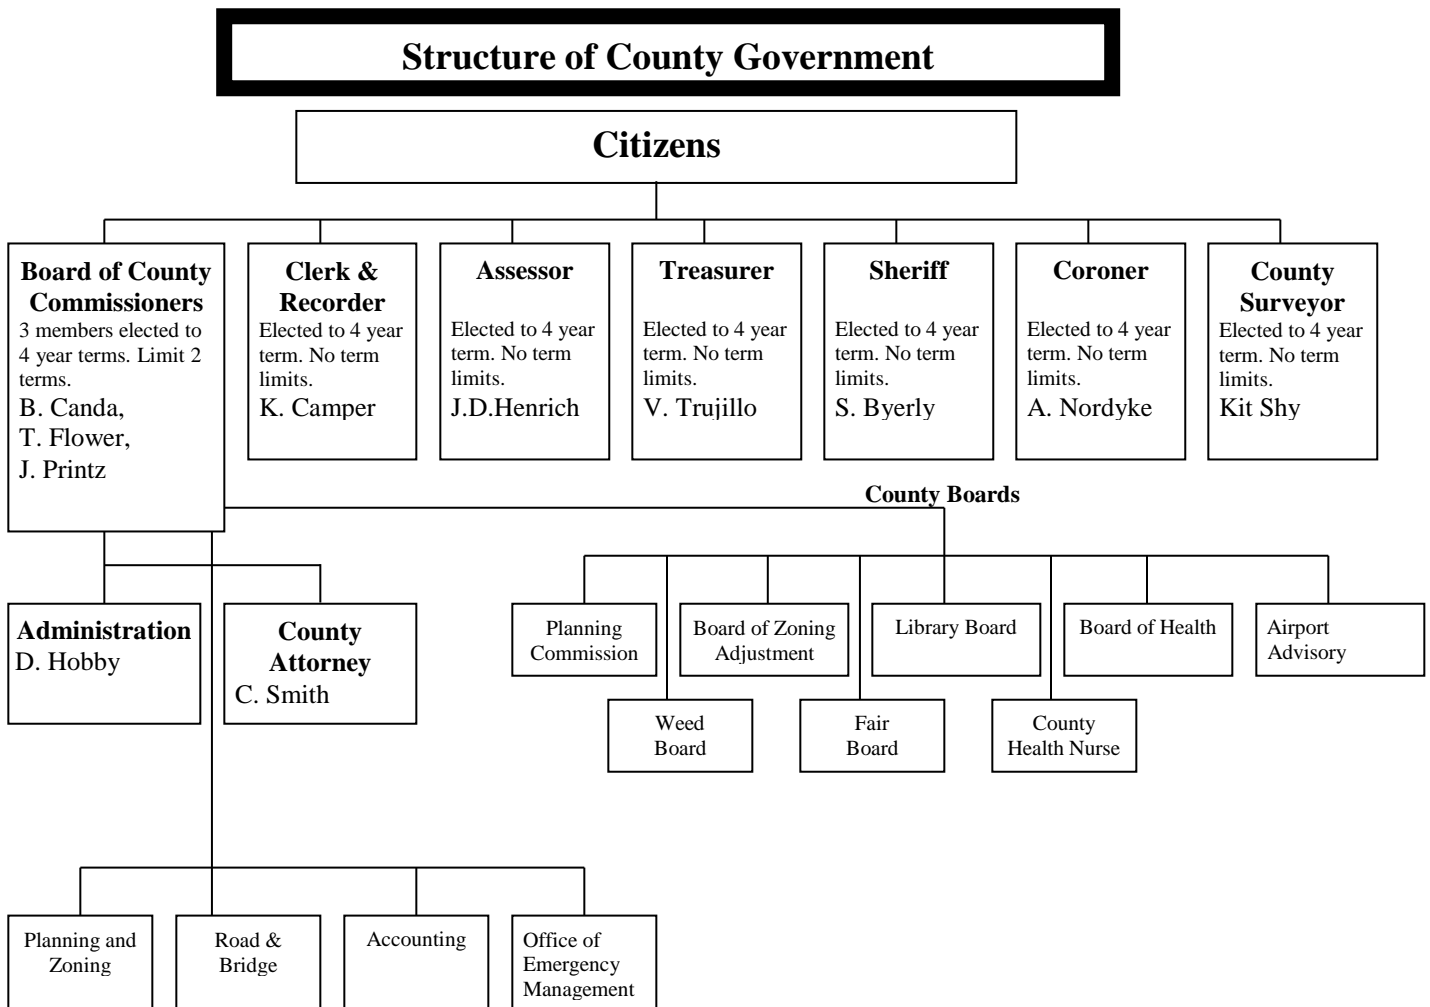 Structure of County Government
Citizens
Board of County
Commissioners
3 members elected to
4 year terms. Limit 2
terms.
B. Canda,
T. Flower,
J. Printz
Clerk &
Recorder
Elected to 4 year
term. No term
limits.
K. Camper
Assessor
Elected to 4 year
term. No term
limits.
J.D.Henrich
Treasurer
Elected to 4 year
term. No term
limits.
V. Trujillo
Sheriff
Elected to 4 year
term. No term
limits.
S. Byerly
Coroner
Elected to 4 year
term. No term
limits.
A. Nordyke
County
Surveyor
Elected to 4 year
term. No term
limits.
Kit Shy
County Boards
Administration
D. Hobby
County
Attorney
C. Smith
Planning
Commission
Board of Zoning
Adjustment
Library Board
Board of Health
Airport
Advisory
Weed
Board
Fair
Board
County
Health Nurse
Planning and
Zoning
Road &
Bridge
Accounting
Office of
Emergency
Management